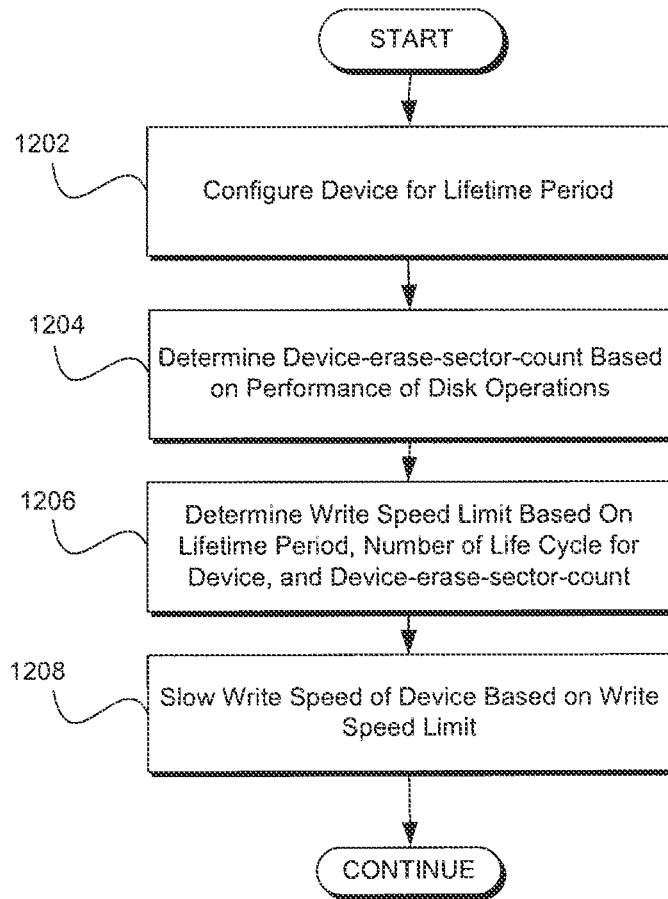 START
1202
Configure Device for Lifetime Period
1204
Determine Device-erase-sector-count Based
on Performance of Disk Operations
1206
Determine Write Speed Limit Based On
Lifetime Period, Number of Life Cycle for
Device, and Device-erase-sector-count
1208
Slow Write Speed of Device Based on Write
Speed Limit
CONTINUE